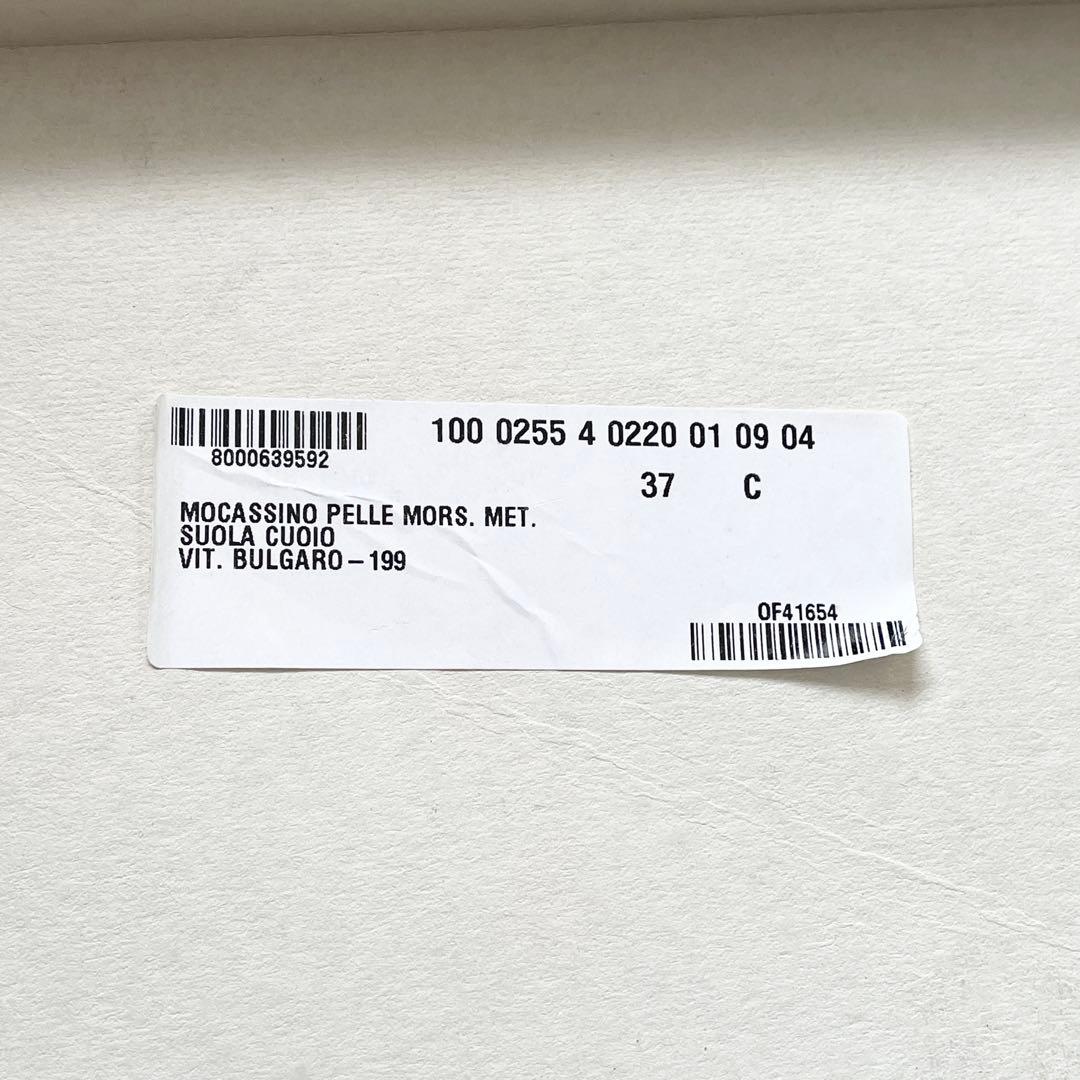 100 0255 4 0220 01 09 04
8000639592
37 C
MOCASSINO PELLE MORS. MET.
SUOLA CUOIO
VIT. BULGARO-199
OF41654